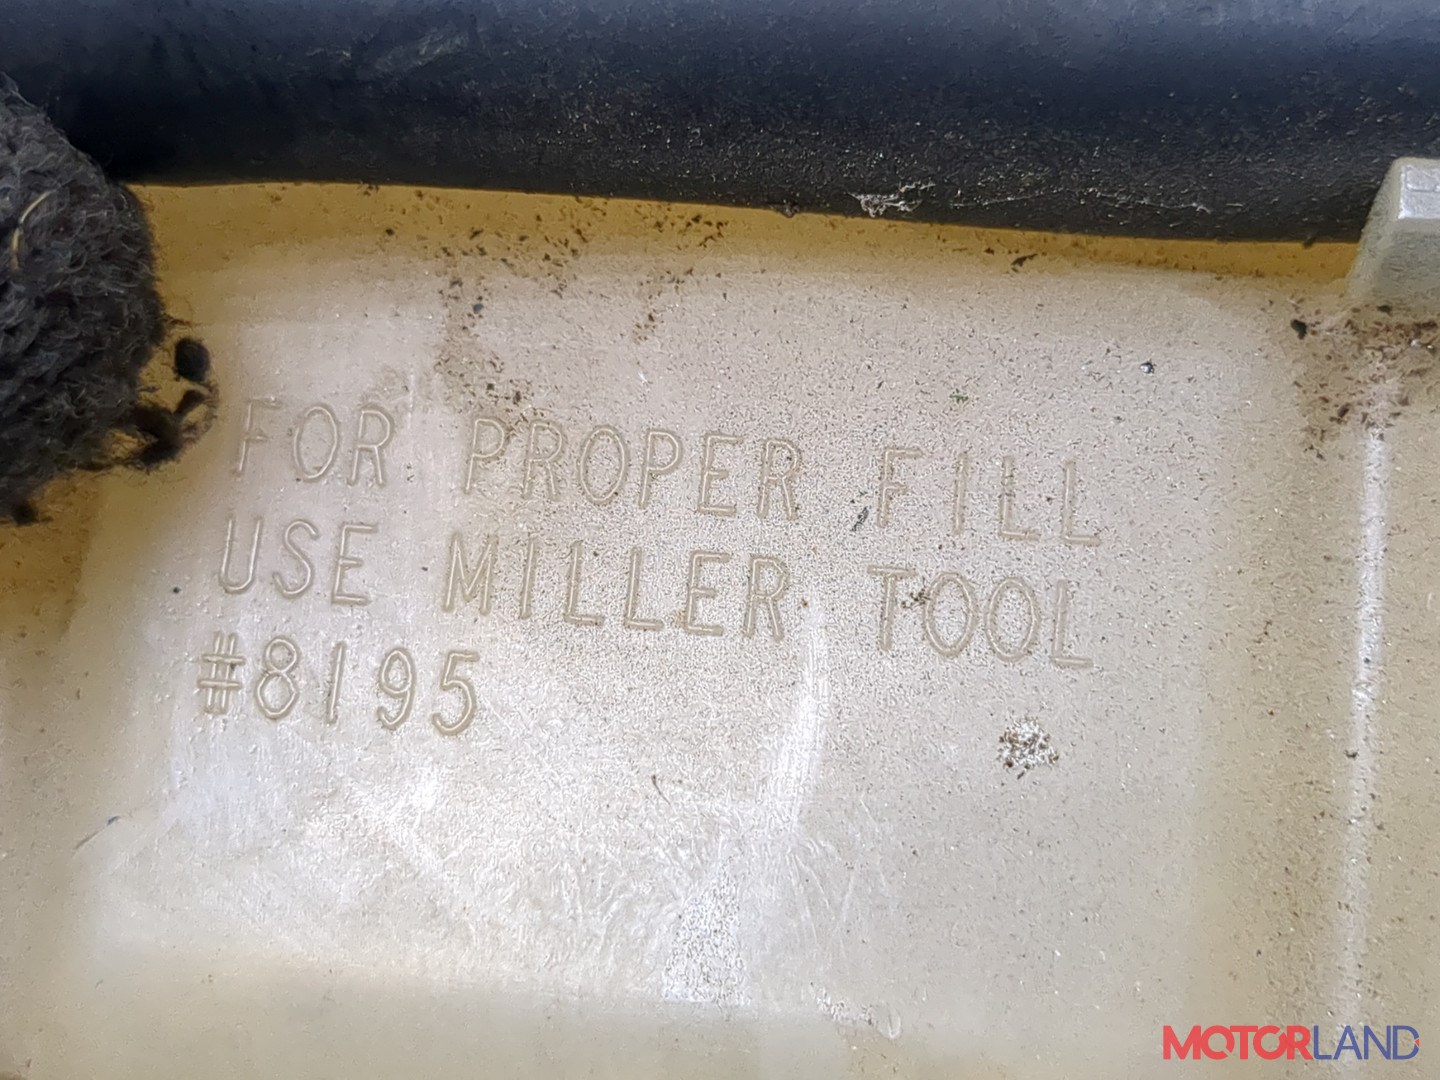 FOR PROPER FILL
USE MILLER TOOL
#8195
MOTORLAND